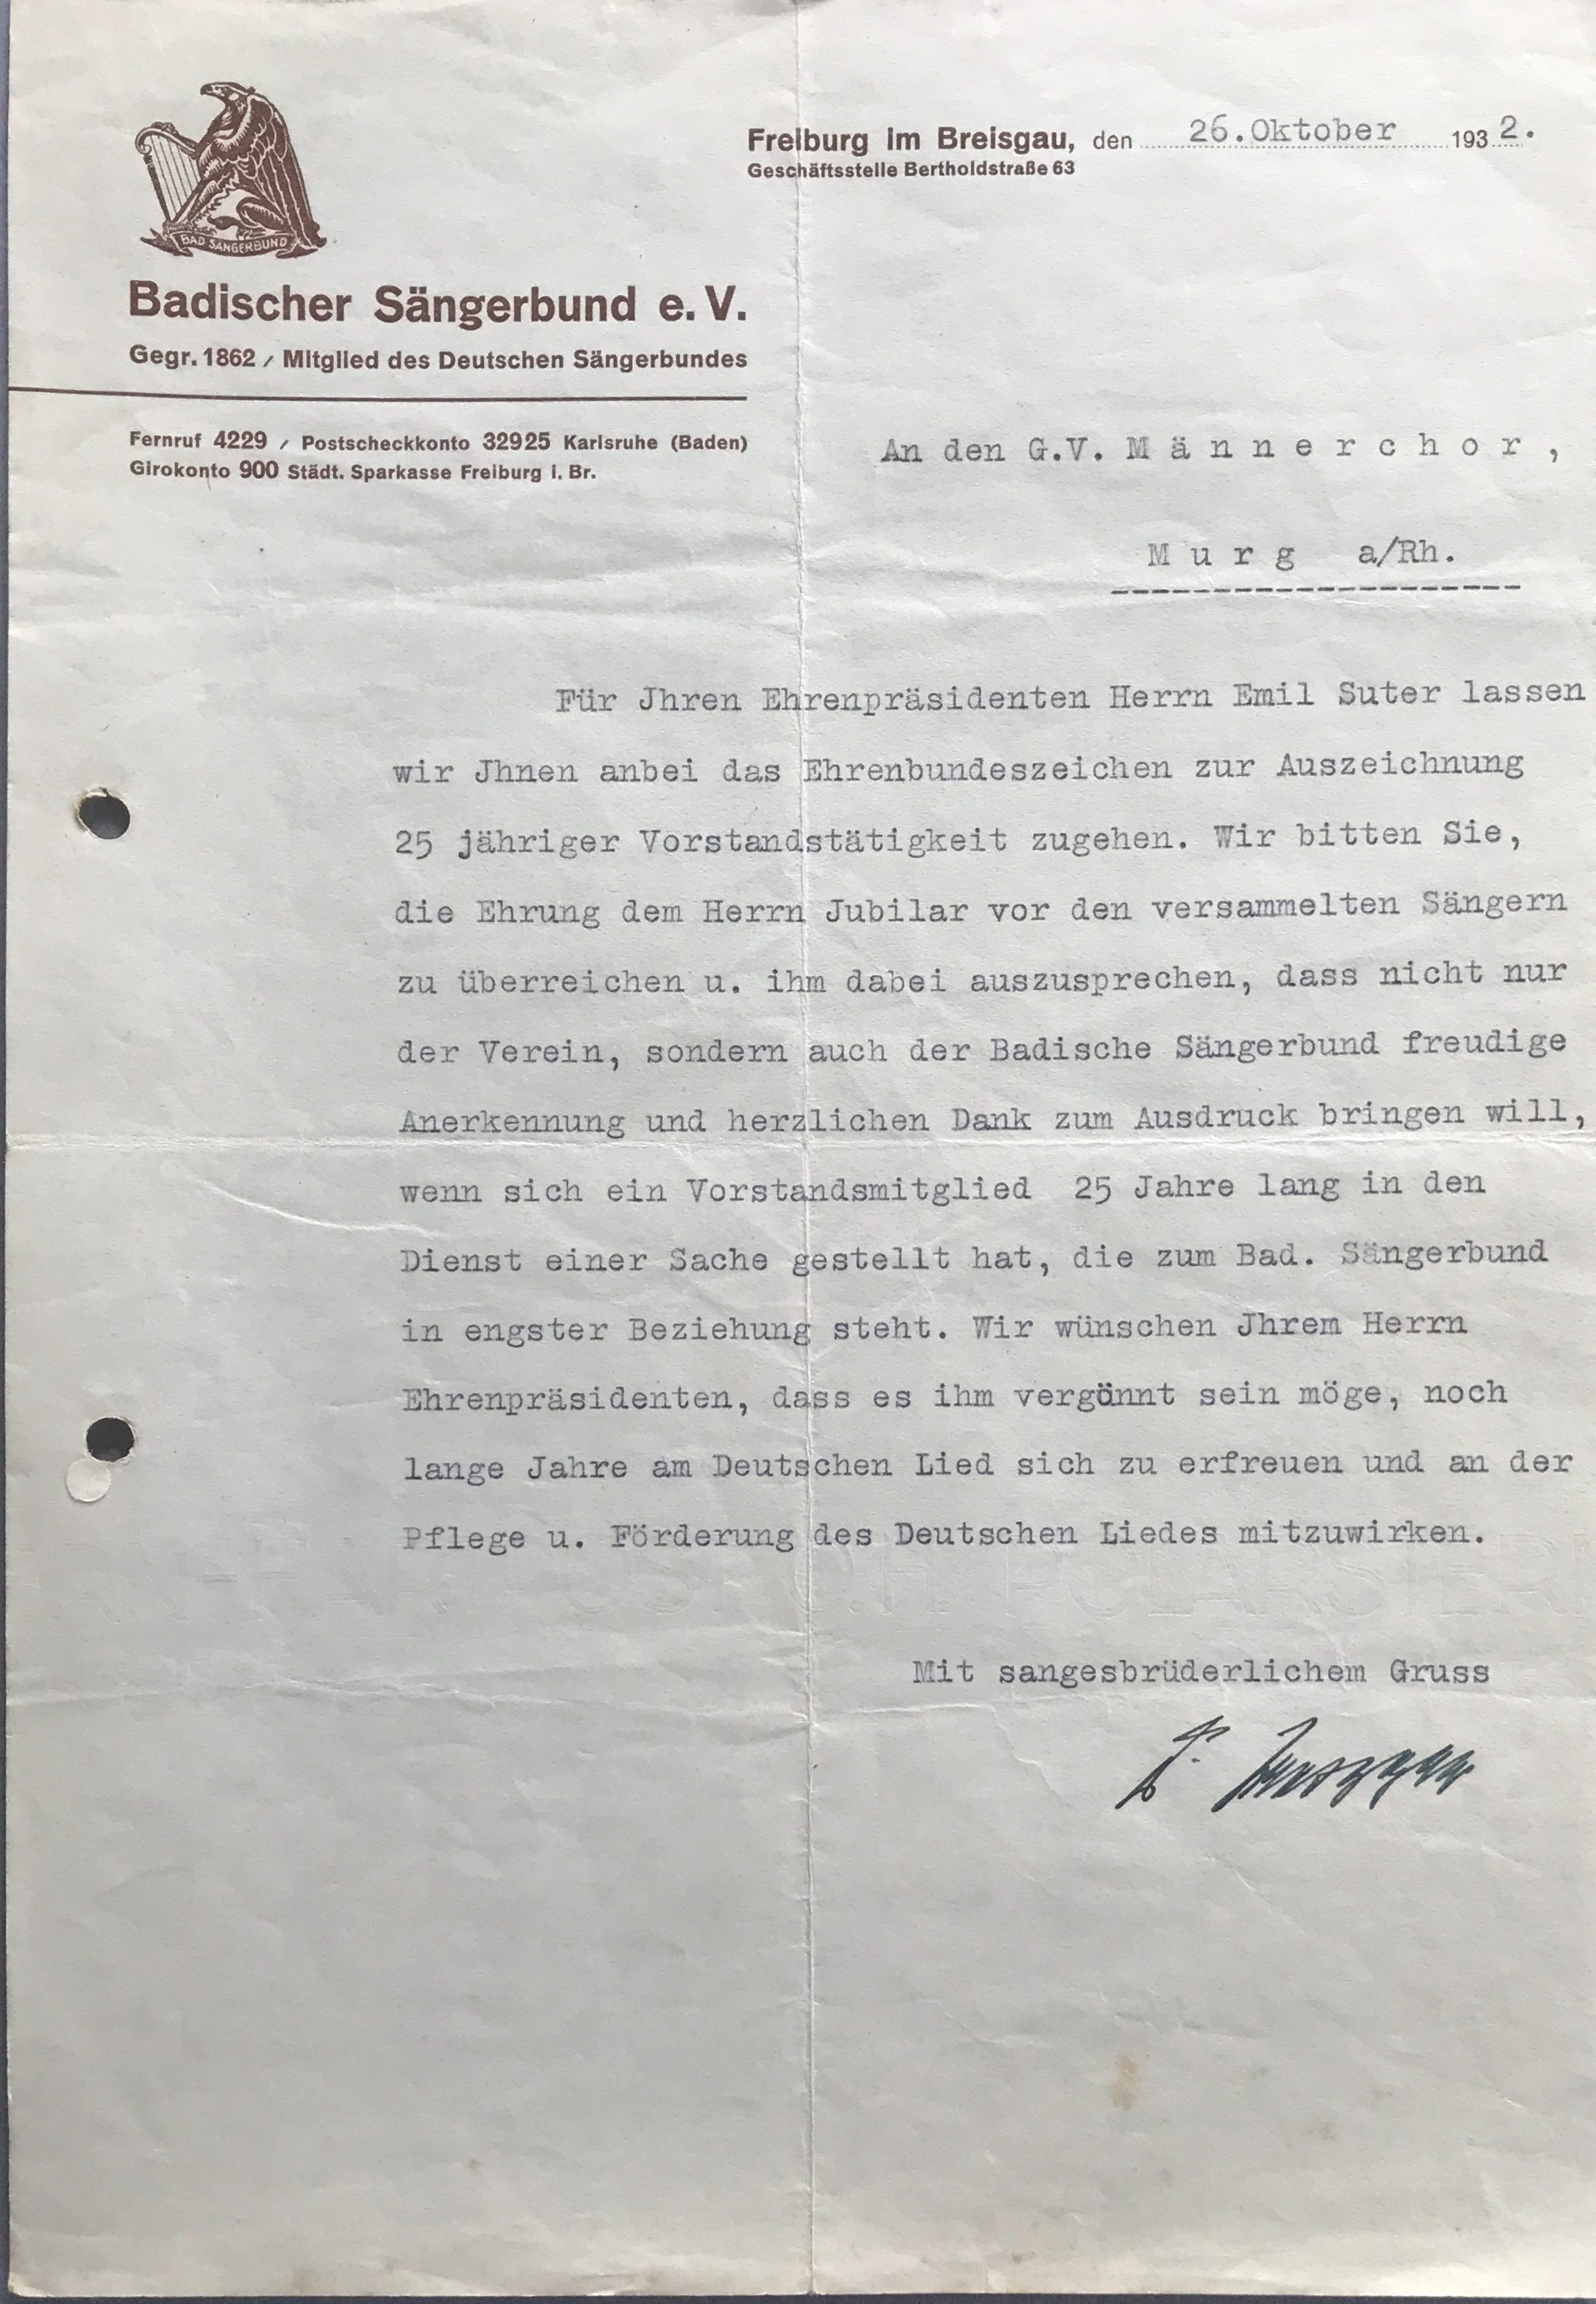 BAD SÄNGERBUND
Freiburg im Breisgau, den 26.Oktober 1932.
Geschäftsstelle Bertholdstraße 63
Badischer Sängerbund e. V.
Gegr. 1862 / Mitglied des Deutschen Sängerbundes
Fernruf 4229 / Postscheckkonto 32925 Karlsruhe (Baden)
Girokonto 900 Städt. Sparkasse Freiburg i. Br.
An den G.V. M ä n n e r c h o r ,
M u r g a/Rh.
Für Jhren Ehrenpräsidenten Herrn Emil Suter lassen
wir Jhnen anbei das Ehrenbundeszeichen zur Auszeichnung
25 jähriger Vorstandstätigkeit zugehen. Wir bitten Sie,
die Ehrung dem Herrn Jubilar vor den versammelten Sängern
zu überreichen u. ihm dabei auszusprechen, dass nicht nur
der Verein, sondern auch der Badische Sängerbund freudige
Anerkennung und herzlichen Dank zum Ausdruck bringen will,
wenn sich ein Vorstandsmitglied 25 Jahre lang in den
Dienst einer Sache gestellt hat, die zum Bad. Sängerbund
in engster Beziehung steht. Wir wünschen Jhrem Herrn
Ehrenpräsidenten, dass es ihm vergönnt sein möge, noch
lange Jahre am Deutschen Lied sich zu erfreuen und an der
Pflege u. Förderung des Deutschen Liedes mitzuwirken.
Mit sangesbrüderlichem Gruss